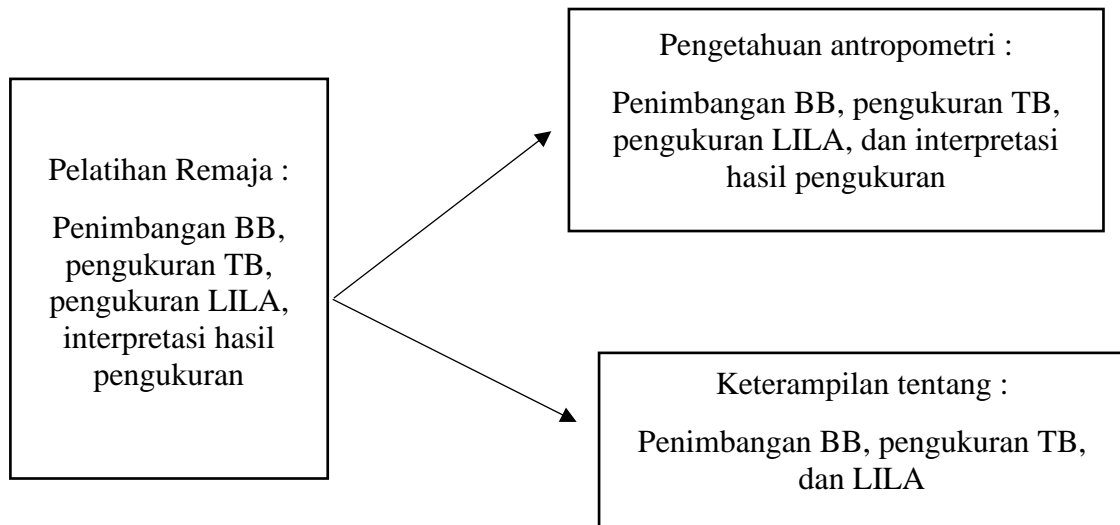 Pelatihan Remaja :
Penimbangan BB,
pengukuran TB,
pengukuran LILA,
interpretasi hasil
pengukuran
Pengetahuan antropometri :
Penimbangan BB, pengukuran TB,
pengukuran LILA, dan interpretasi
hasil pengukuran
Keterampilan tentang :
Penimbangan BB, pengukuran TB,
dan LILA